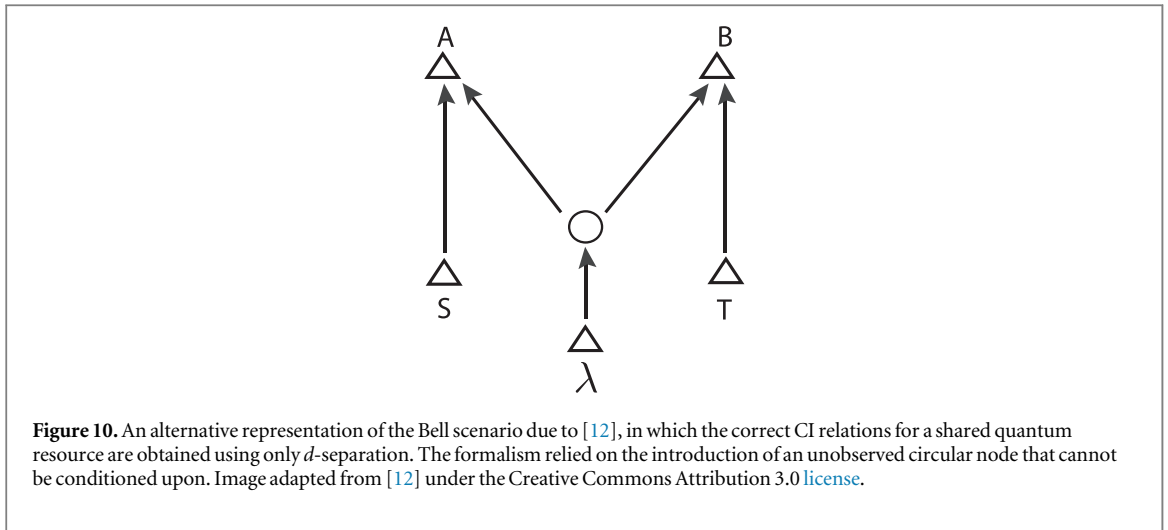 A B
S T
λ
Figure 10. An alternative representation of the Bell scenario due to [12], in which the correct CI relations for a shared quantum
resource are obtained using only d-separation. The formalism relied on the introduction of an unobserved circular node that cannot
be conditioned upon. Image adapted from [12] under the Creative Commons Attribution 3.0 license.